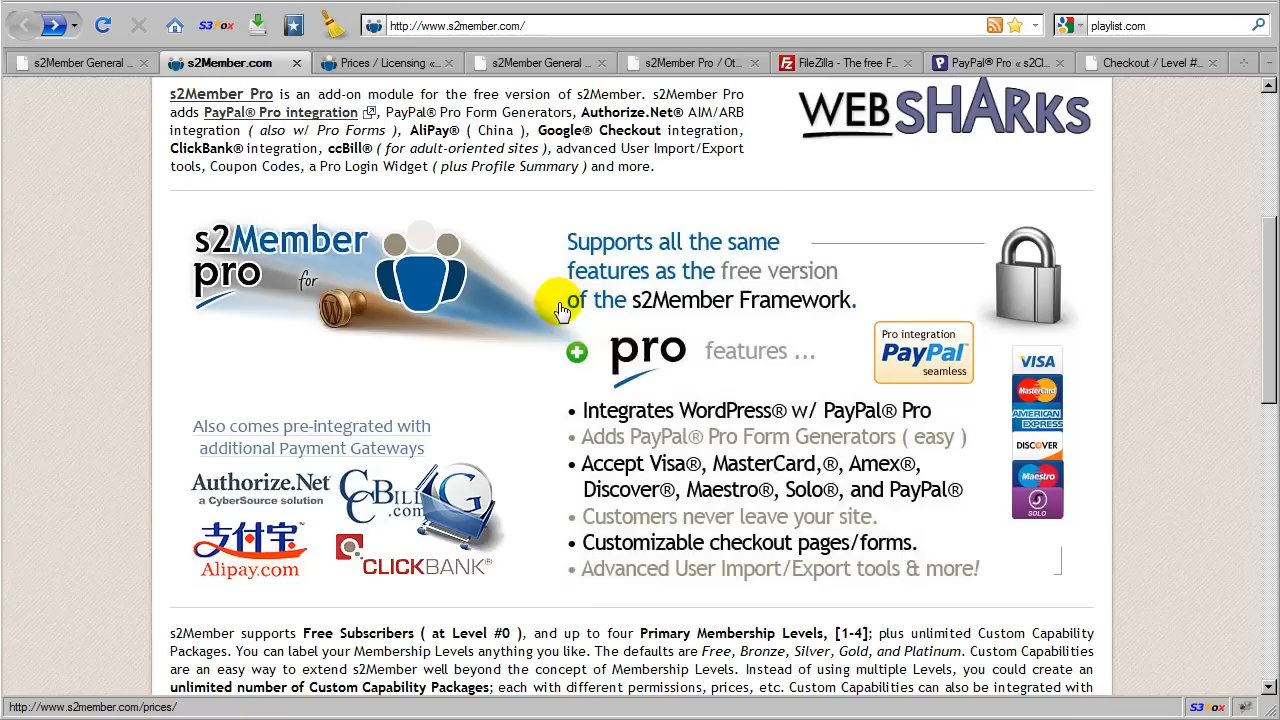 S3Fox
http://www.s2member.com/
playlist.com
s2Member General ...
s2Member.com
Prices / Licensing «...
s2Member General ...
s2Member Pro / Ot...
FileZilla - The free F...
PayPal® Pro « s2Cl...
Checkout / Level #...
s2Member Pro is an add-on module for the free version of s2Member. s2Member Pro
adds PayPal® Pro integration , PayPal® Pro Form Generators, Authorize.Net® AIM/ARB
integration ( also w/ Pro Forms ), AliPay® ( China ), Google® Checkout integration,
ClickBank® integration, ccBill® ( for adult-oriented sites ), advanced User Import/Export
tools, Coupon Codes, a Pro Login Widget ( plus Profile Summary ) and more.
WEBSHARKS
s2Member
pro for
Supports all the same
features as the free version
of the s2Member Framework.
pro features ...
Pro integration
PayPal
seamless
VISA
MasterCard
AMERICAN
EXPRESS
DISCOVER
Maestro
SOLO
• Integrates WordPress® w/ PayPal® Pro
• Adds PayPal® Pro Form Generators ( easy )
• Accept Visa®, MasterCard,®, Amex®,
Discover®, Maestro®, Solo®, and PayPal®
• Customers never leave your site.
• Customizable checkout pages/forms.
• Advanced User Import/Export tools & more!
Also comes pre-integrated with
additional Payment Gateways
Authorize.Net
a CyberSource solution
CCBILL
.com
G
支付宝
Alipay.com
CLICKBANK®
s2Member supports Free Subscribers ( at Level #0 ), and up to four Primary Membership Levels, [1-4]; plus unlimited Custom Capability
Packages. You can label your Membership Levels anything you like. The defaults are Free, Bronze, Silver, Gold, and Platinum. Custom Capabilities
are an easy way to extend s2Member well beyond the concept of Membership Levels. Instead of using multiple Levels, you could create an
unlimited number of Custom Capability Packages; each with different permissions, prices, etc. Custom Capabilities can also be integrated with
http://www.s2member.com/prices/
S3Fox